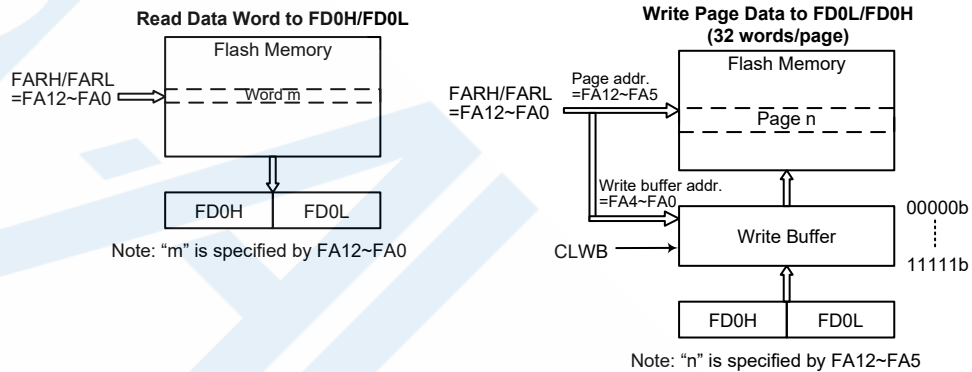 Read Data Word to FD0H/FD0L
Flash Memory
FARH/FARL
=FA12~FA0
Word m
FD0H
FD0L
Note: “m” is specified by FA12~FA0
Write Page Data to FD0L/FD0H
(32 words/page)
Flash Memory
Page addr.
=FA12~FA5
FARH/FARL
=FA12~FA0
Page n
Write buffer addr.
=FA4~FA0
00000b
Write Buffer
CLWB
11111b
FD0H
FD0L
Note: “n” is specified by FA12~FA5